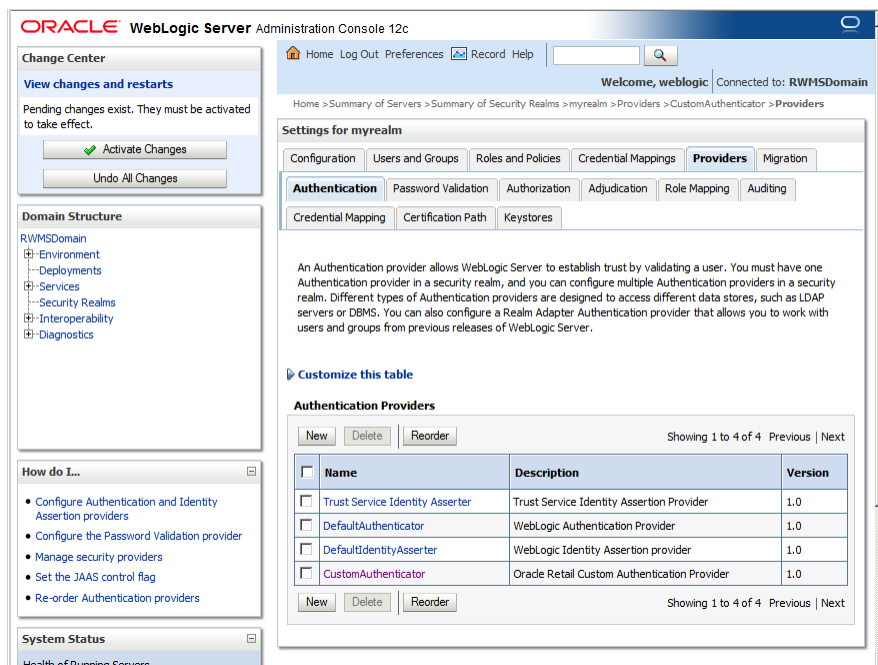 ORACLE WebLogic Server Administration Console 12c
Change Center
View changes and restarts
Pending changes exist. They must be activated
to take effect.
Activate Changes
Undo All Changes
Domain Structure
RWMSDomain
Environment
Deployments
Services
Security Realms
Interoperability
Diagnostics
How do I...
Configure Authentication and Identity
Assertion providers
Configure the Password Validation provider
Manage security providers
Set the JAAS control flag
Re-order Authentication providers
System Status
Health of Running Servers
Home Log Out Preferences Record Help
Welcome, weblogic Connected to: RWMSDomain
Home >Summary of Servers >Summary of Security Realms >myrealm >Providers >CustomAuthenticator >Providers
Settings for myrealm
Configuration Users and Groups Roles and Policies Credential Mappings Providers Migration
Authentication Password Validation Authorization Adjudication Role Mapping Auditing
Credential Mapping Certification Path Keystores
An Authentication provider allows WebLogic Server to establish trust by validating a user. You must have one
Authentication provider in a security realm, and you can configure multiple Authentication providers in a security
realm. Different types of Authentication providers are designed to access different data stores, such as LDAP
servers or DBMS. You can also configure a Realm Adapter Authentication provider that allows you to work with
users and groups from previous releases of WebLogic Server.
Customize this table
Authentication Providers
New Delete Reorder Showing 1 to 4 of 4 Previous | Next
Name Description Version
Trust Service Identity Asserter Trust Service Identity Assertion Provider 1.0
DefaultAuthenticator WebLogic Authentication Provider 1.0
DefaultIdentityAsserter WebLogic Identity Assertion provider 1.0
CustomAuthenticator Oracle Retail Custom Authentication Provider 1.0
New Delete Reorder Showing 1 to 4 of 4 Previous | Next